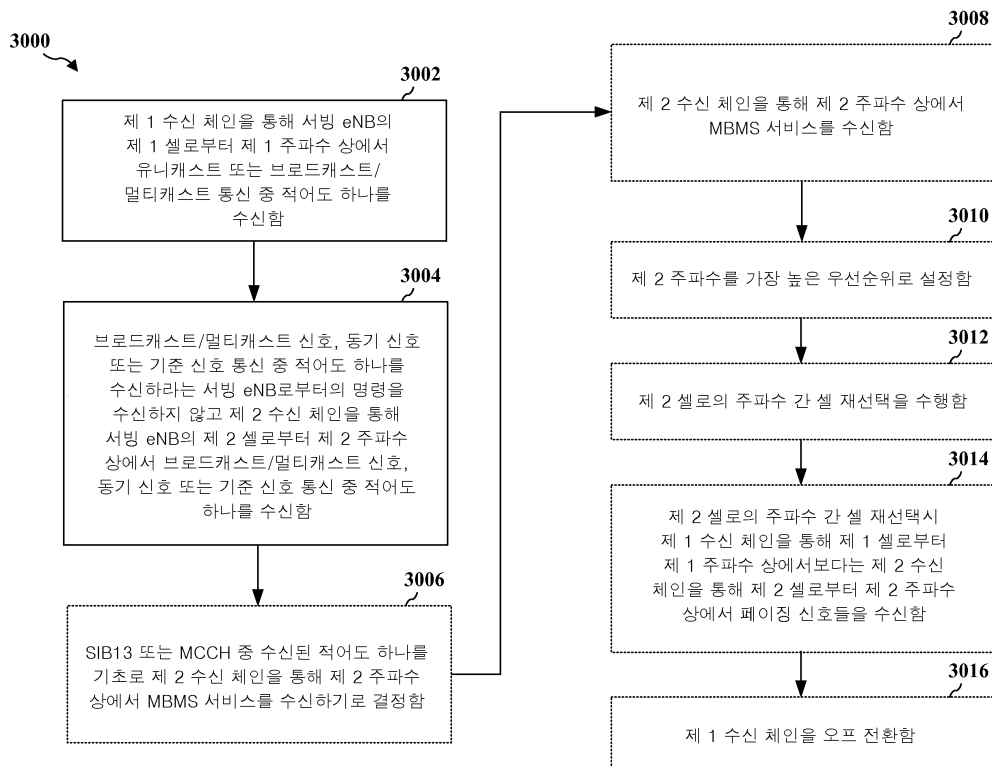 3000
3002
제 1 수신 체인을 통해 서빙 eNB의
제 1 셀로부터 제 1 주파수 상에서
유니캐스트 또는 브로드캐스트/
멀티캐스트 통신 중 적어도 하나를
수신함
3004
브로드캐스트/멀티캐스트 신호, 동기 신호
또는 기준 신호 통신 중 적어도 하나를
수신하라는 서빙 eNB로부터의 명령을
수신하지 않고 제 2 수신 체인을 통해
서빙 eNB의 제 2 셀로부터 제 2 주파수
상에서 브로드캐스트/멀티캐스트 신호,
동기 신호 또는 기준 신호 통신 중 적어도
하나를 수신함
3006
SIB13 또는 MCCH 중 수신된 적어도 하나를
기초로 제 2 수신 체인을 통해 제 2 주파수
상에서 MBMS 서비스를 수신하기로 결정함
3008
제 2 수신 체인을 통해 제 2 주파수 상에서
MBMS 서비스를 수신함
3010
제 2 주파수를 가장 높은 우선순위로 설정함
3012
제 2 셀로의 주파수 간 셀 재선택을 수행함
3014
제 2 셀로의 주파수 간 셀 재선택시
제 1 수신 체인을 통해 제 1 셀로부터
제 1 주파수 상에서보다는 제 2 수신
체인을 통해 제 2 셀로부터 제 2 주파수
상에서 페이징 신호들을 수신함
3016
제 1 수신 체인을 오프 전환함